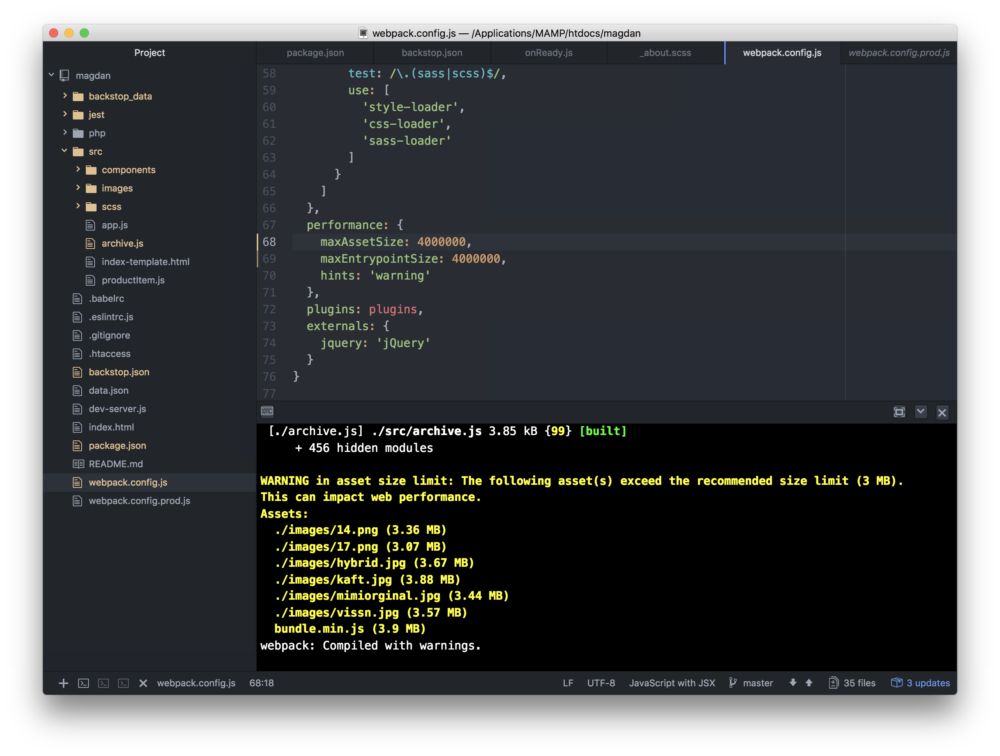 webpack.config.js — /Applications/MAMP/htdocs/magdan
Project
magdan
backstop_data
jest
php
src
components
images
scss
app.js
archive.js
index-template.html
productItem.js
.babelrc
.eslintrc.js
.gitignore
.htaccess
backstop.json
data.json
dev-server.js
index.html
package.json
README.md
webpack.config.js
webpack.config.prod.js
package.json backstop.json onReady.js _about.scss webpack.config.js webpack.config.prod.js
58 test: /\.(sass|scss)$/,
59 use: [
60 'style-loader',
61 'css-loader',
62 'sass-loader'
63 ]
64 }
65 ]
66 },
67 performance: {
68 maxAssetSize: 4000000,
69 maxEntrypointSize: 4000000,
70 hints: 'warning'
71 },
72 plugins: plugins,
73 externals: {
74 jquery: 'jQuery'
75 }
76 }
77
[./archive.js] ./src/archive.js 3.85 kB {99} [built]
+ 456 hidden modules
WARNING in asset size limit: The following asset(s) exceed the recommended size limit (3 MB).
This can impact web performance.
Assets:
./images/14.png (3.36 MB)
./images/17.png (3.07 MB)
./images/hybrid.jpg (3.67 MB)
./images/kaft.jpg (3.88 MB)
./images/mimiorginal.jpg (3.44 MB)
./images/vissn.jpg (3.57 MB)
bundle.min.js (3.9 MB)
webpack: Compiled with warnings.
webpack.config.js 68:18 LF UTF-8 JavaScript with JSX master 35 files 3 updates